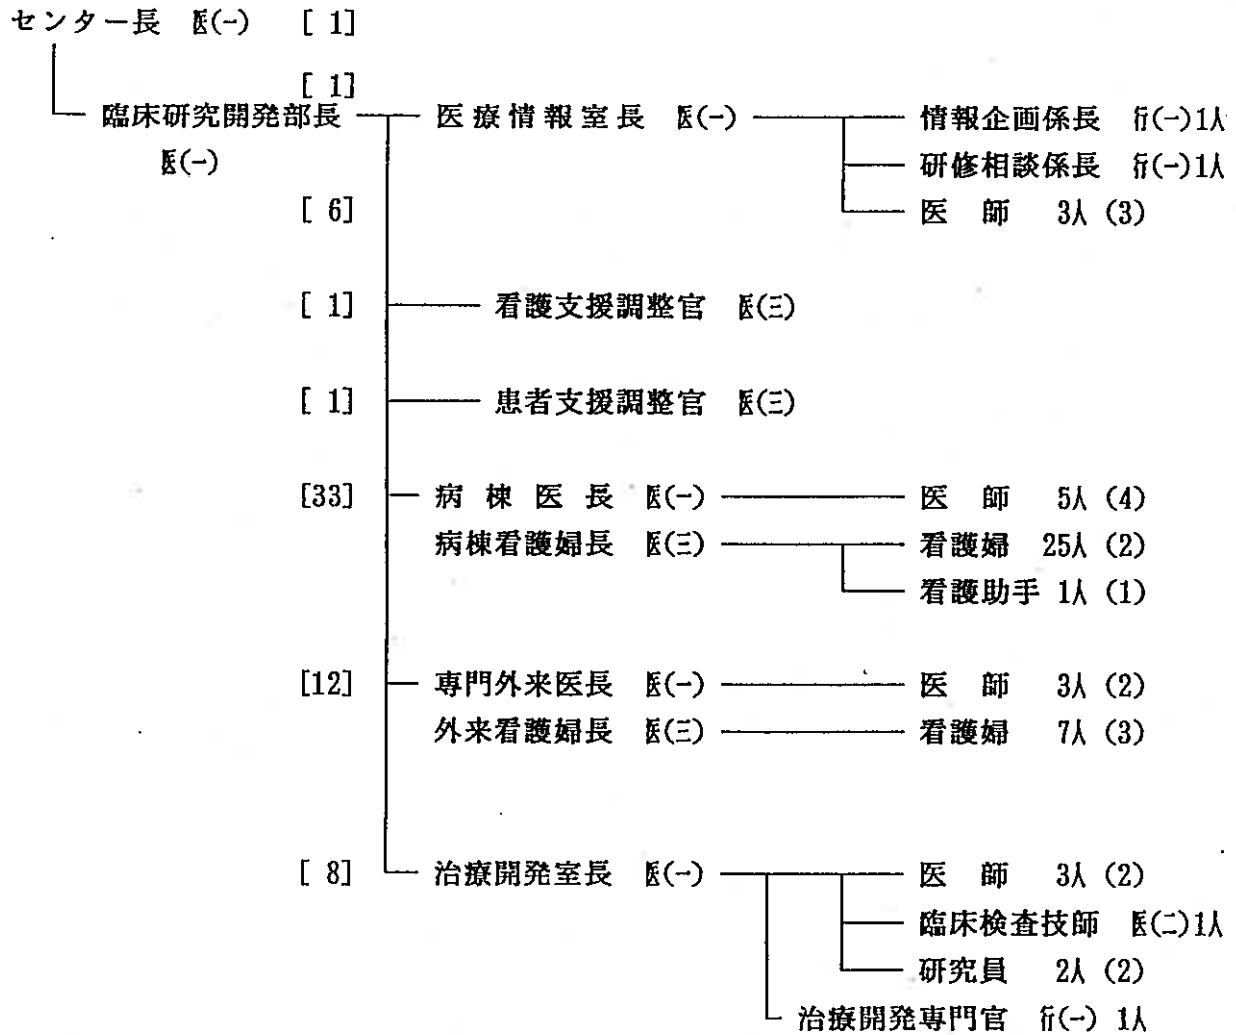 センター長 医(一) [ 1]
[ 1]
臨床研究開発部長 医療情報室長 医(一) 情報企画係長 行(一)1人
医(一) 研修相談係長 行(一)1人
[ 6] 医 師 3人 (3)
[ 1] 看護支援調整官 医(三)
[ 1] 患者支援調整官 医(三)
[33] 病 棟 医 長 医(一) 医 師 5人 (4)
病棟看護婦長 医(三) 看護婦 25人 (2)
看護助手 1人 (1)
[12] 専門外来医長 医(一) 医 師 3人 (2)
外来看護婦長 医(三) 看護婦 7人 (3)
[ 8] 治療開発室長 医(一) 医 師 3人 (2)
臨床検査技師 医(二)1人
研究員 2人 (2)
治療開発専門官 行(一) 1人